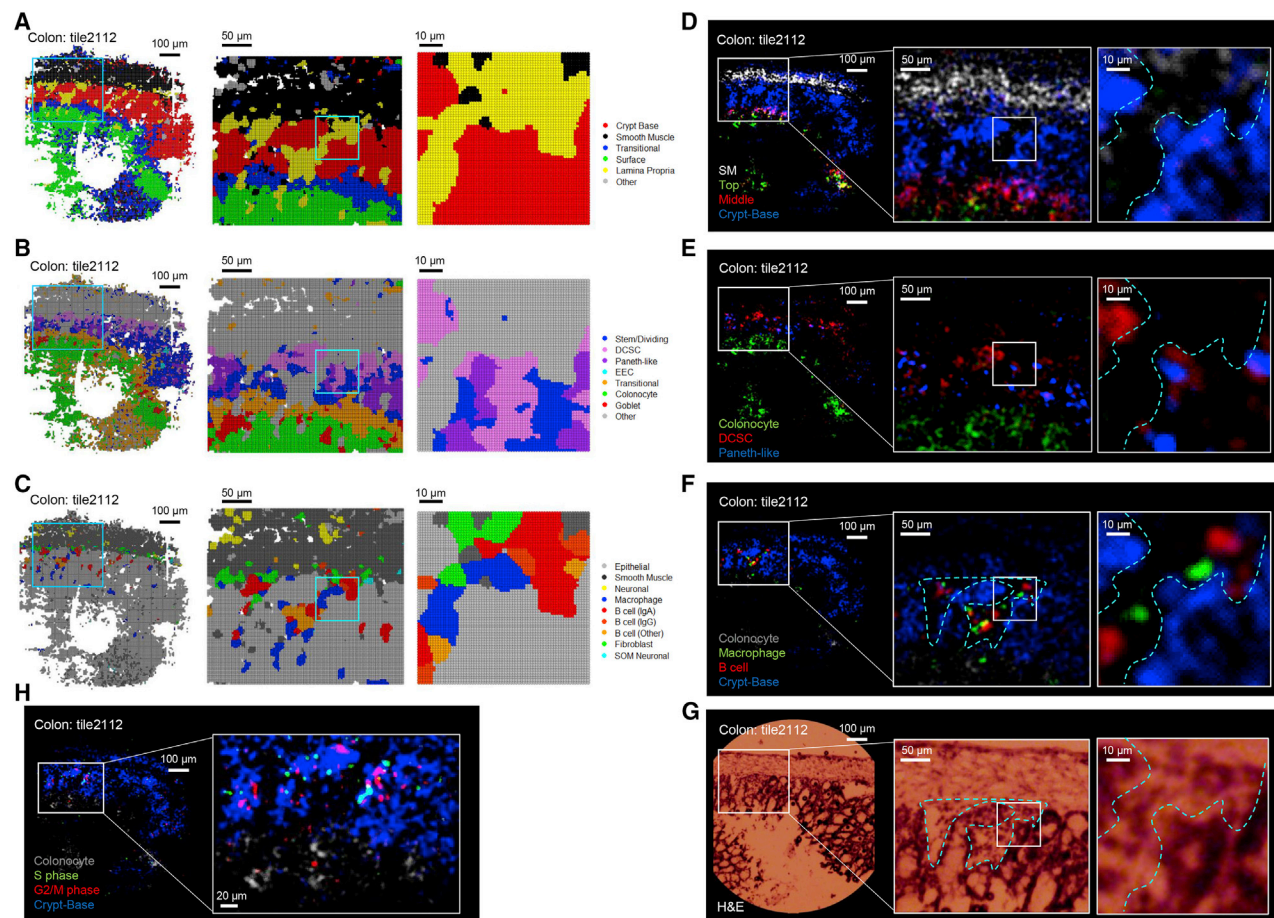 A
Colon: tile2112
100 µm
50 µm
10 µm
Crypt Base
Smooth Muscle
Transitional
Surface
Lamina Propria
Other
B
Colon: tile2112
100 µm
50 µm
10 µm
Stem/Dividing
DCSC
Paneth-like
EEC
Transitional
Colonocyte
Goblet
Other
C
Colon: tile2112
100 µm
50 µm
10 µm
Epithelial
Smooth Muscle
Neuronal
Macrophage
B cell (IgA)
B cell (IgG)
B cell (Other)
Fibroblast
SOM Neuronal
H
Colon: tile2112
100 µm
Colonocyte
S phase
G2/M phase
Crypt-Base
20 µm
D
Colon: tile2112
100 µm
50 µm
10 µm
SM
Top
Middle
Crypt-Base
E
Colon: tile2112
100 µm
50 µm
10 µm
Colonocyte
DCSC
Paneth-like
F
Colon: tile2112
100 µm
50 µm
10 µm
Colonocyte
Macrophage
B cell
Crypt-Base
G
Colon: tile2112
100 µm
50 µm
10 µm
H&E